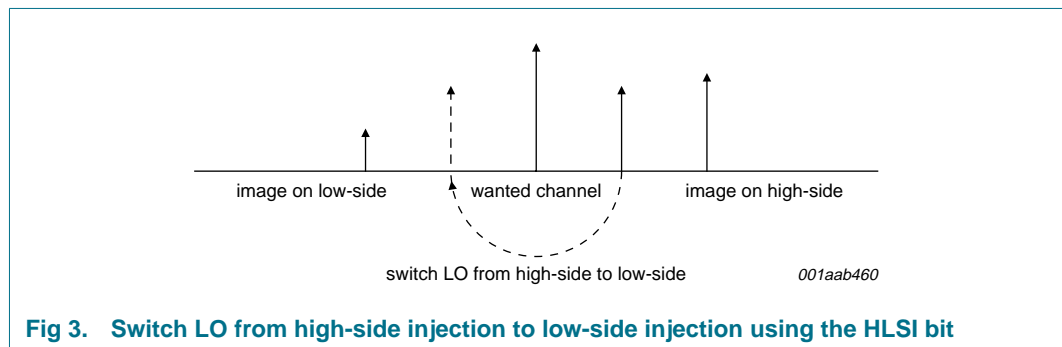 image on low-side wanted channel image on high-side
switch LO from high-side to low-side 001aab460
Fig 3. Switch LO from high-side injection to low-side injection using the HLSI bit